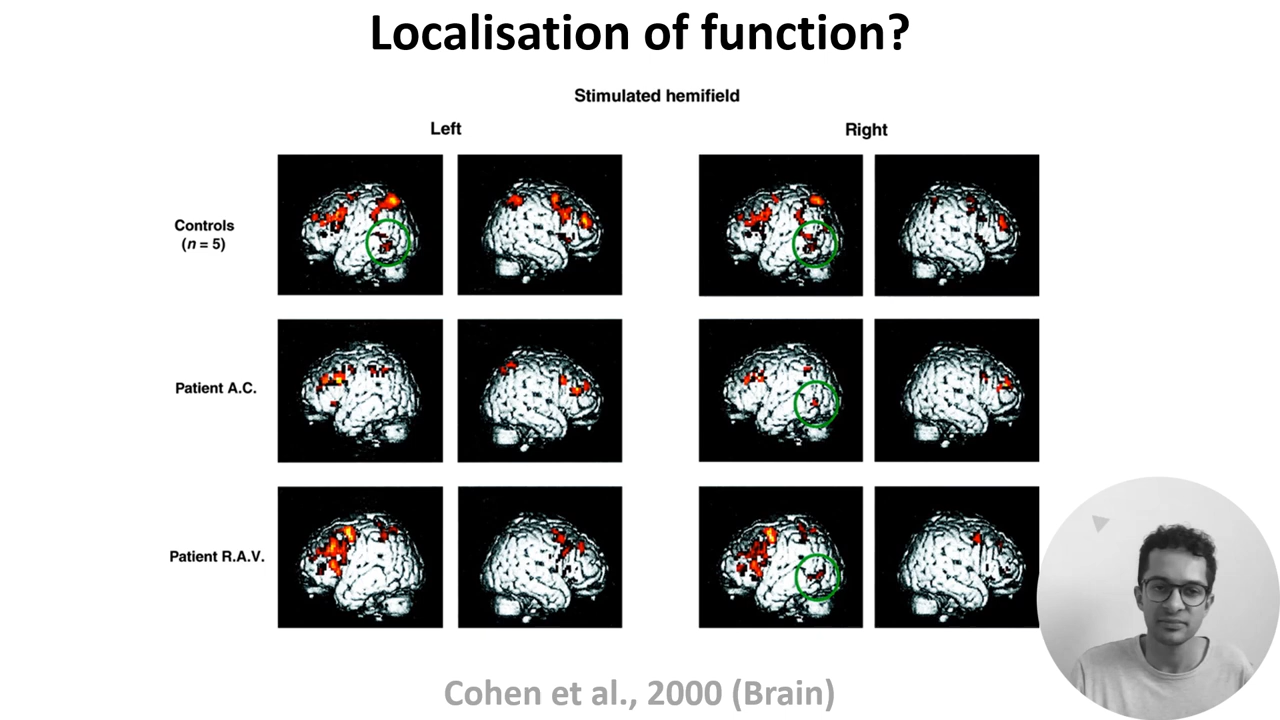 Localisation of function?
Stimulated hemifield
Left
Right
Controls
(n = 5)
Patient A.C.
Patient R.A.V.
Cohen et al., 2000 (Brain)